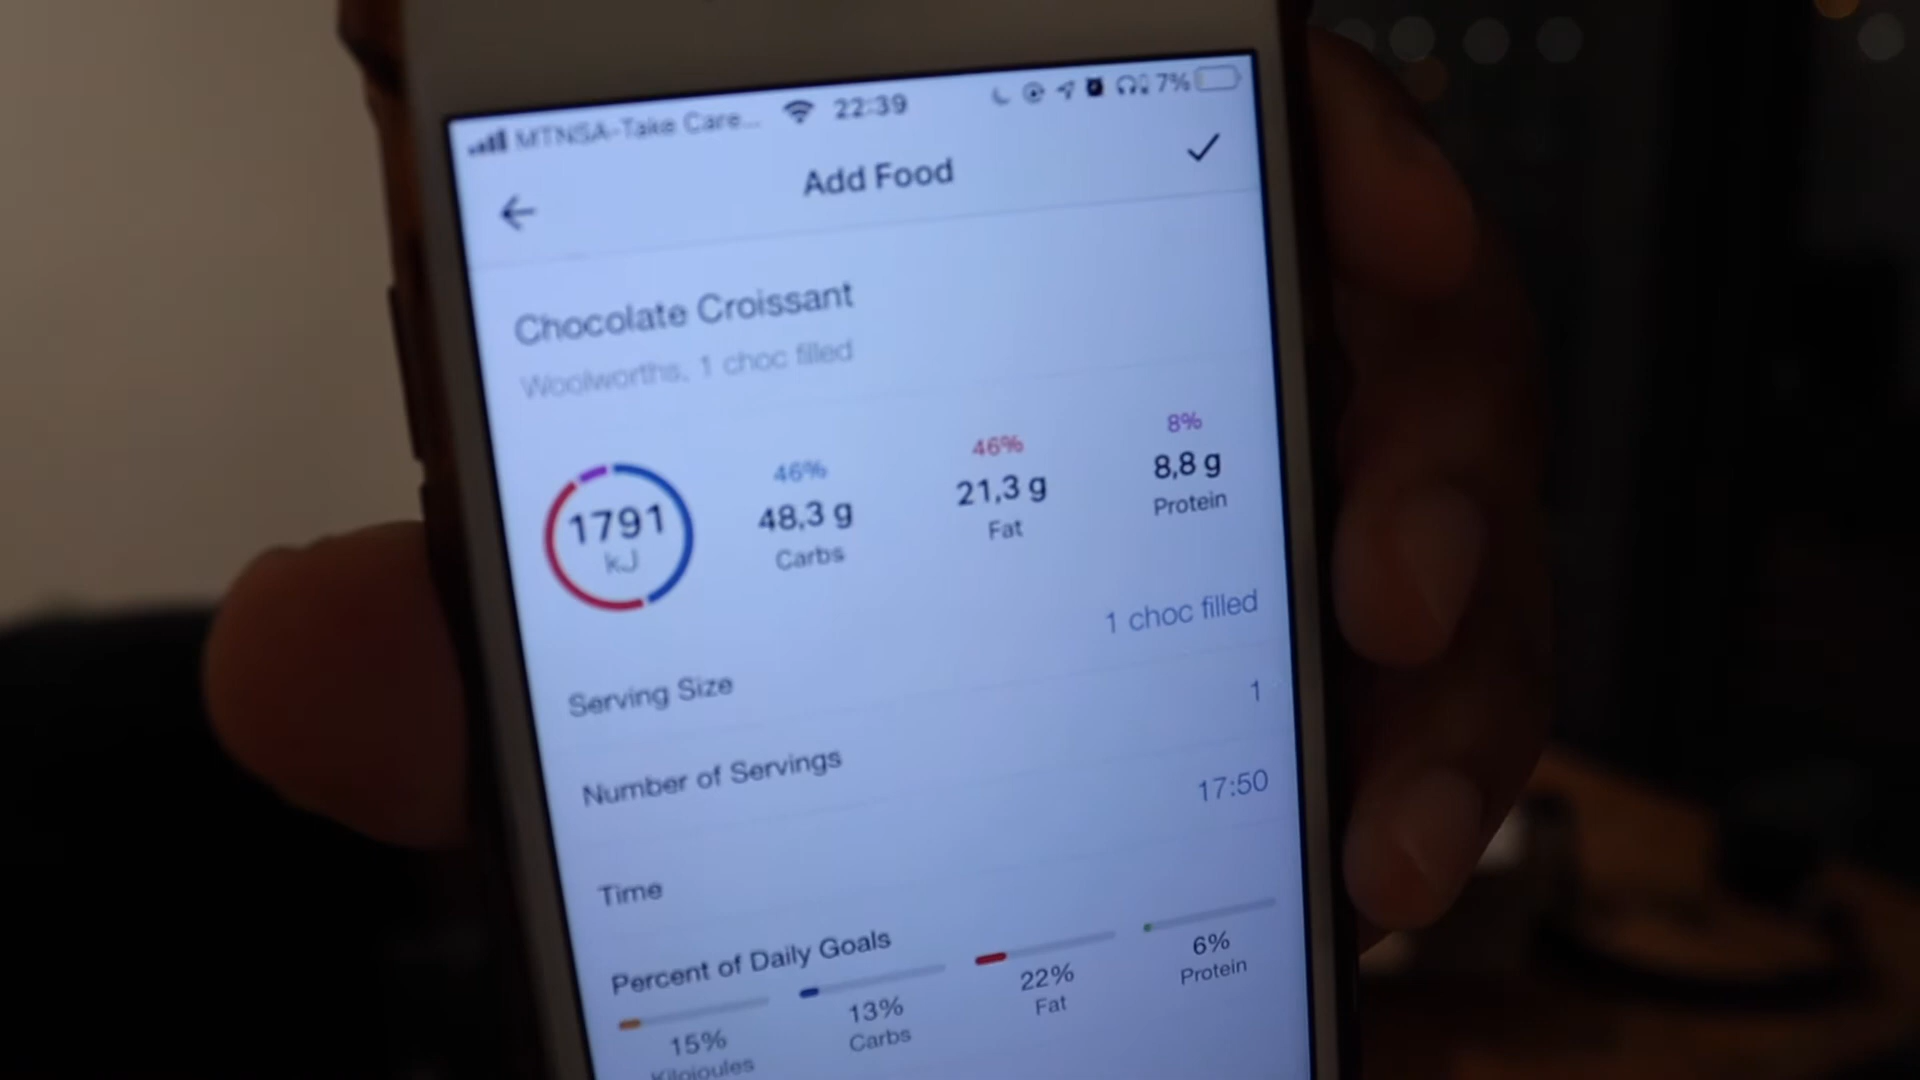 MTNSA-Take Care... 22:39 7%
Add Food
Chocolate Croissant
Woolworths, 1 choc filled
1791
kJ
46%
48,3 g
Carbs
46%
21,3 g
Fat
8%
8,8 g
Protein
Serving Size 1 choc filled
Number of Servings 1
Time 17:50
Percent of Daily Goals
15%
Kilojoules
13%
Carbs
22%
Fat
6%
Protein